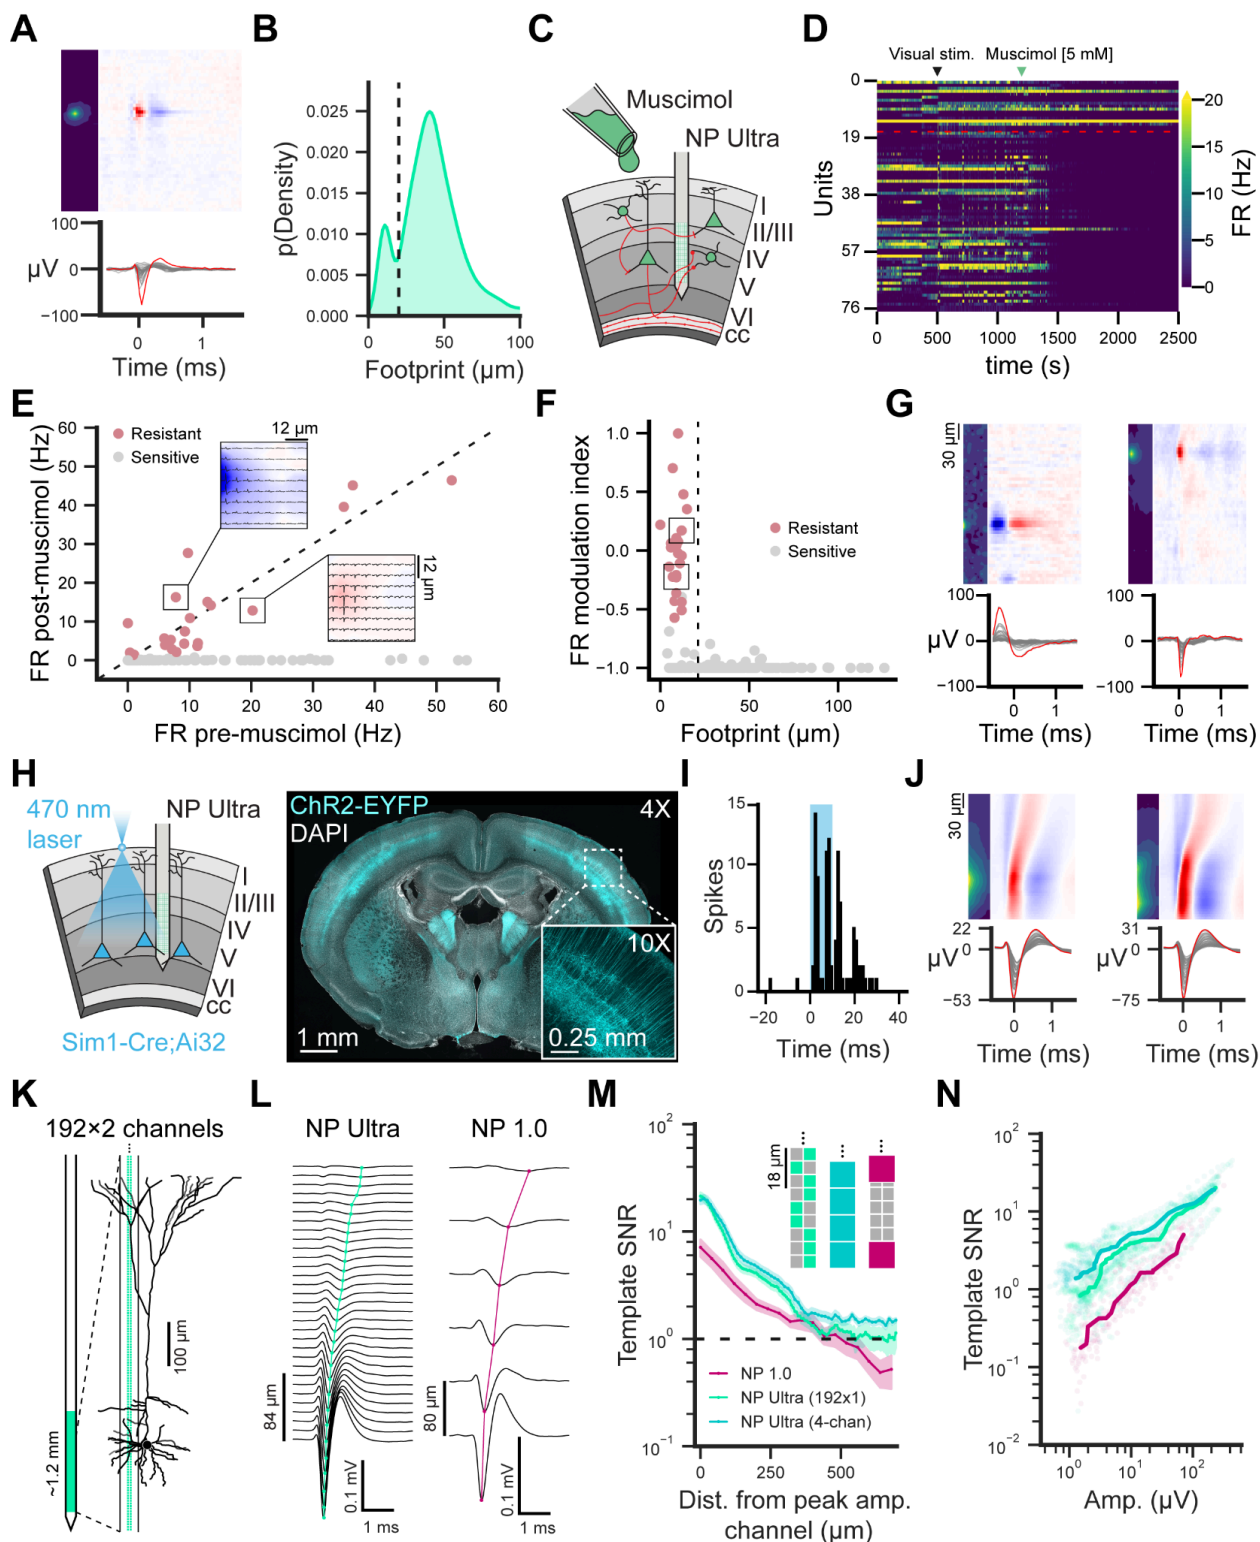 A
100
0
−100
µV
0
1
Time (ms)
B
p(Density)
0.025
0.020
0.015
0.010
0.005
0.000
0
50
100
Footprint (µm)
C
Muscimol
NP Ultra
I
II/III
IV
V
VI
cc
D
Visual stim.
Muscimol [5 mM]
Units
0
19
38
57
76
0
500
1000
1500
2000
2500
time (s)
20
15
10
5
0
FR (Hz)
E
FR post-muscimol (Hz)
60
50
40
30
20
10
0
Resistant
Sensitive
12 µm
12 µm
0
10
20
30
40
50
60
FR pre-muscimol (Hz)
F
FR modulation index
1.0
0.5
0.0
−0.5
−1.0
Resistant
Sensitive
0
50
100
Footprint (µm)
G
30 µm
100
µV
0
−100
0
1
Time (ms)
100
0
−100
0
1
Time (ms)
H
470 nm
laser
NP Ultra
I
II/III
IV
V
VI
cc
Sim1-Cre;Ai32
ChR2-EYFP
DAPI
4X
1 mm
10X
0.25 mm
I
Spikes
15
10
5
0
−20
0
20
40
Time (ms)
J
30 µm
22
µV
0
−53
0
1
Time (ms)
31
µV
0
−75
0
1
Time (ms)
K
192×2 channels
100 µm
~1.2 mm
L
NP Ultra
NP 1.0
84 µm
0.1 mV
1 ms
80 µm
0.1 mV
1 ms
M
Template SNR
10²
10¹
10⁰
10⁻¹
18 µm
NP 1.0
NP Ultra (192x1)
NP Ultra (4-chan)
0
250
500
Dist. from peak amp.
channel (µm)
N
Template SNR
10²
10¹
10⁰
10⁻¹
10⁻²
10⁰
10¹
10²
Amp. (µV)